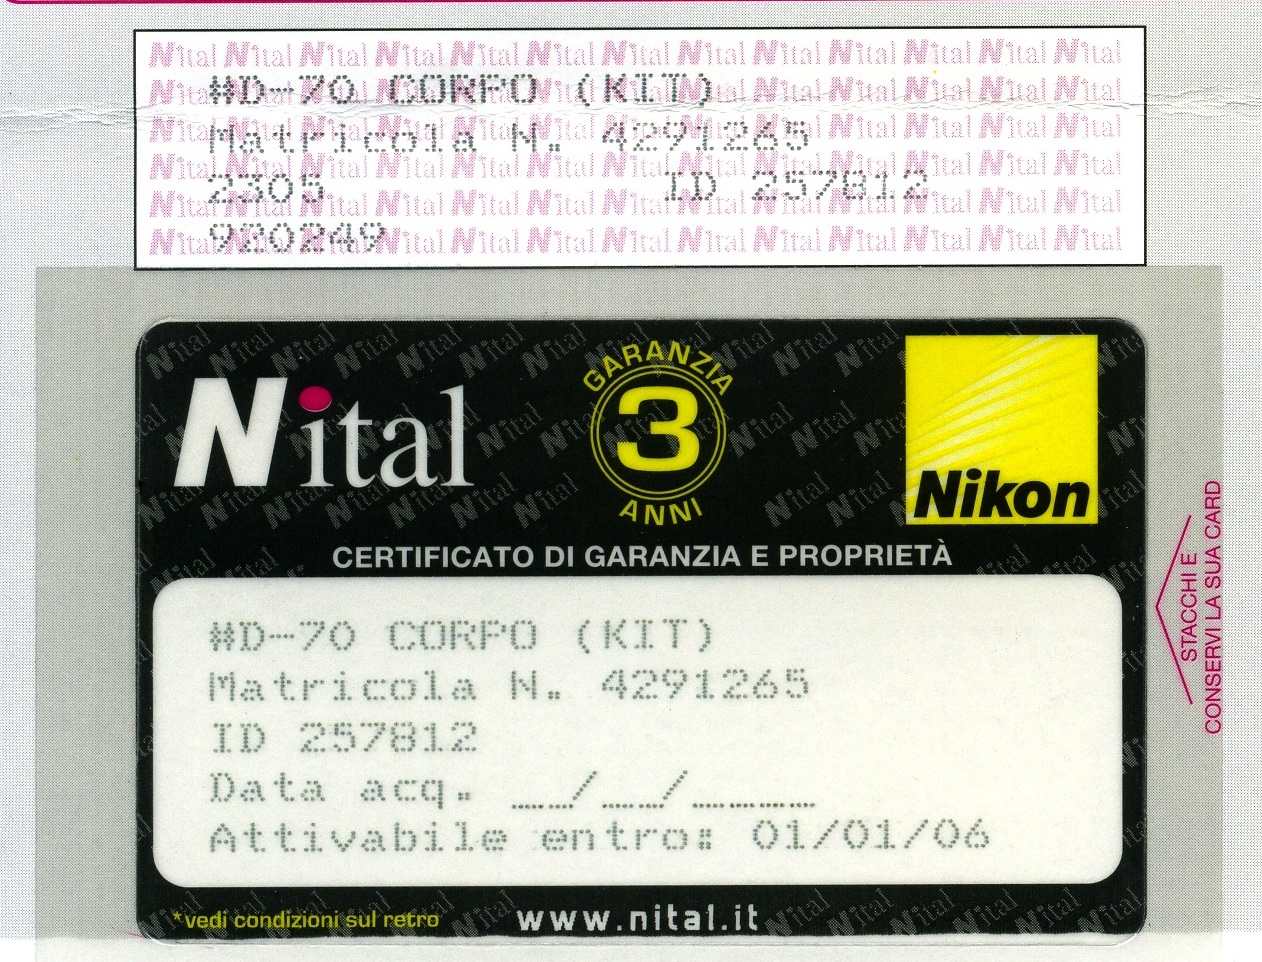 #D-70 CORPO (KIT)
Matricola N. 4291265
2305 ID 257812
920249
Nital
GARANZIA
3
ANNI
Nikon
CERTIFICATO DI GARANZIA E PROPRIETÀ
#D-70 CORPO (KIT)
Matricola N. 4291265
ID 257812
Data acq. __/__/____
Attivabile entro: 01/01/06
*vedi condizioni sul retro
www.nital.it
STACCHI E
CONSERVI LA SUA CARD